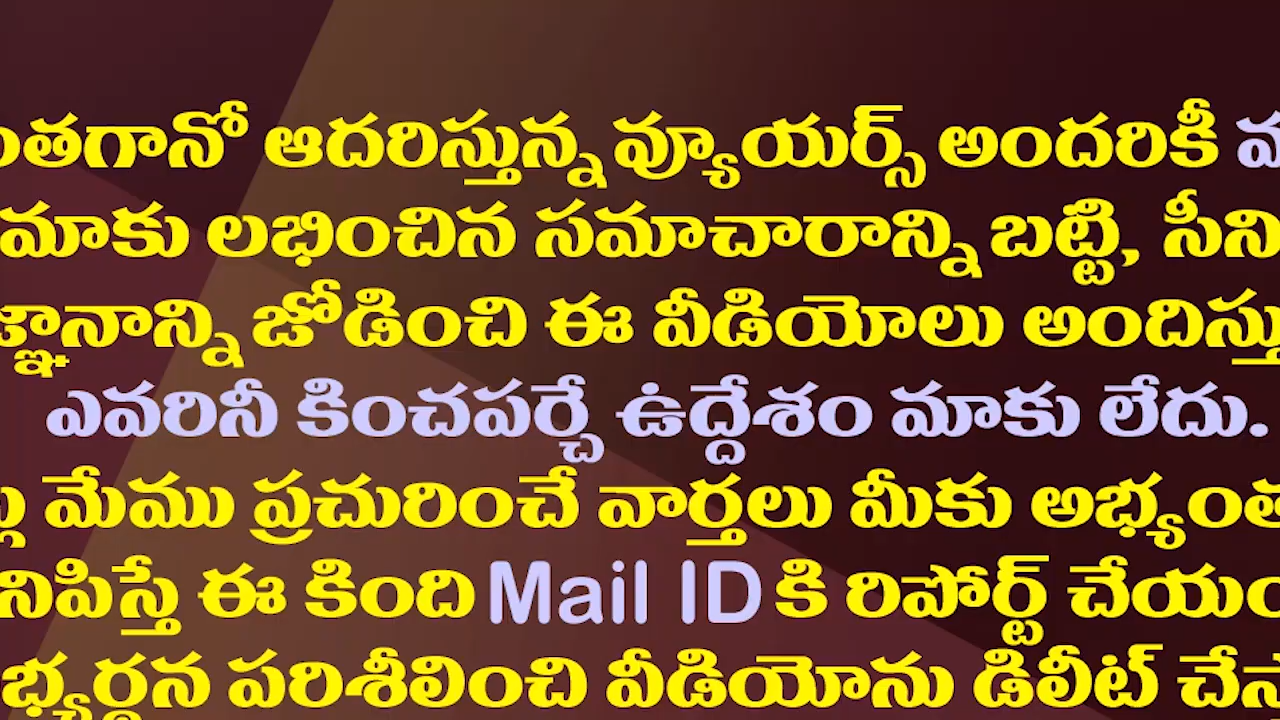 ంతగానో ఆదరిస్తున్న వ్యూయర్స్ అందరికీ
మాకు లభించిన సమాచారాన్ని బట్టి, సీని
జ్ఞానాన్ని జోడించి ఈ వీడియోలు అందిస్తు
ఎవరినీ కించపర్చే ఉద్దేశం మాకు లేదు.
మేము ప్రచురించే వార్తలు మీకు అభ్యంత
నిపిస్తే ఈ కింది Mail ID కి రిపోర్ట్ చేయం
భ్యర్థన పరిశీలించి వీడియోను డిలీట్ చేస